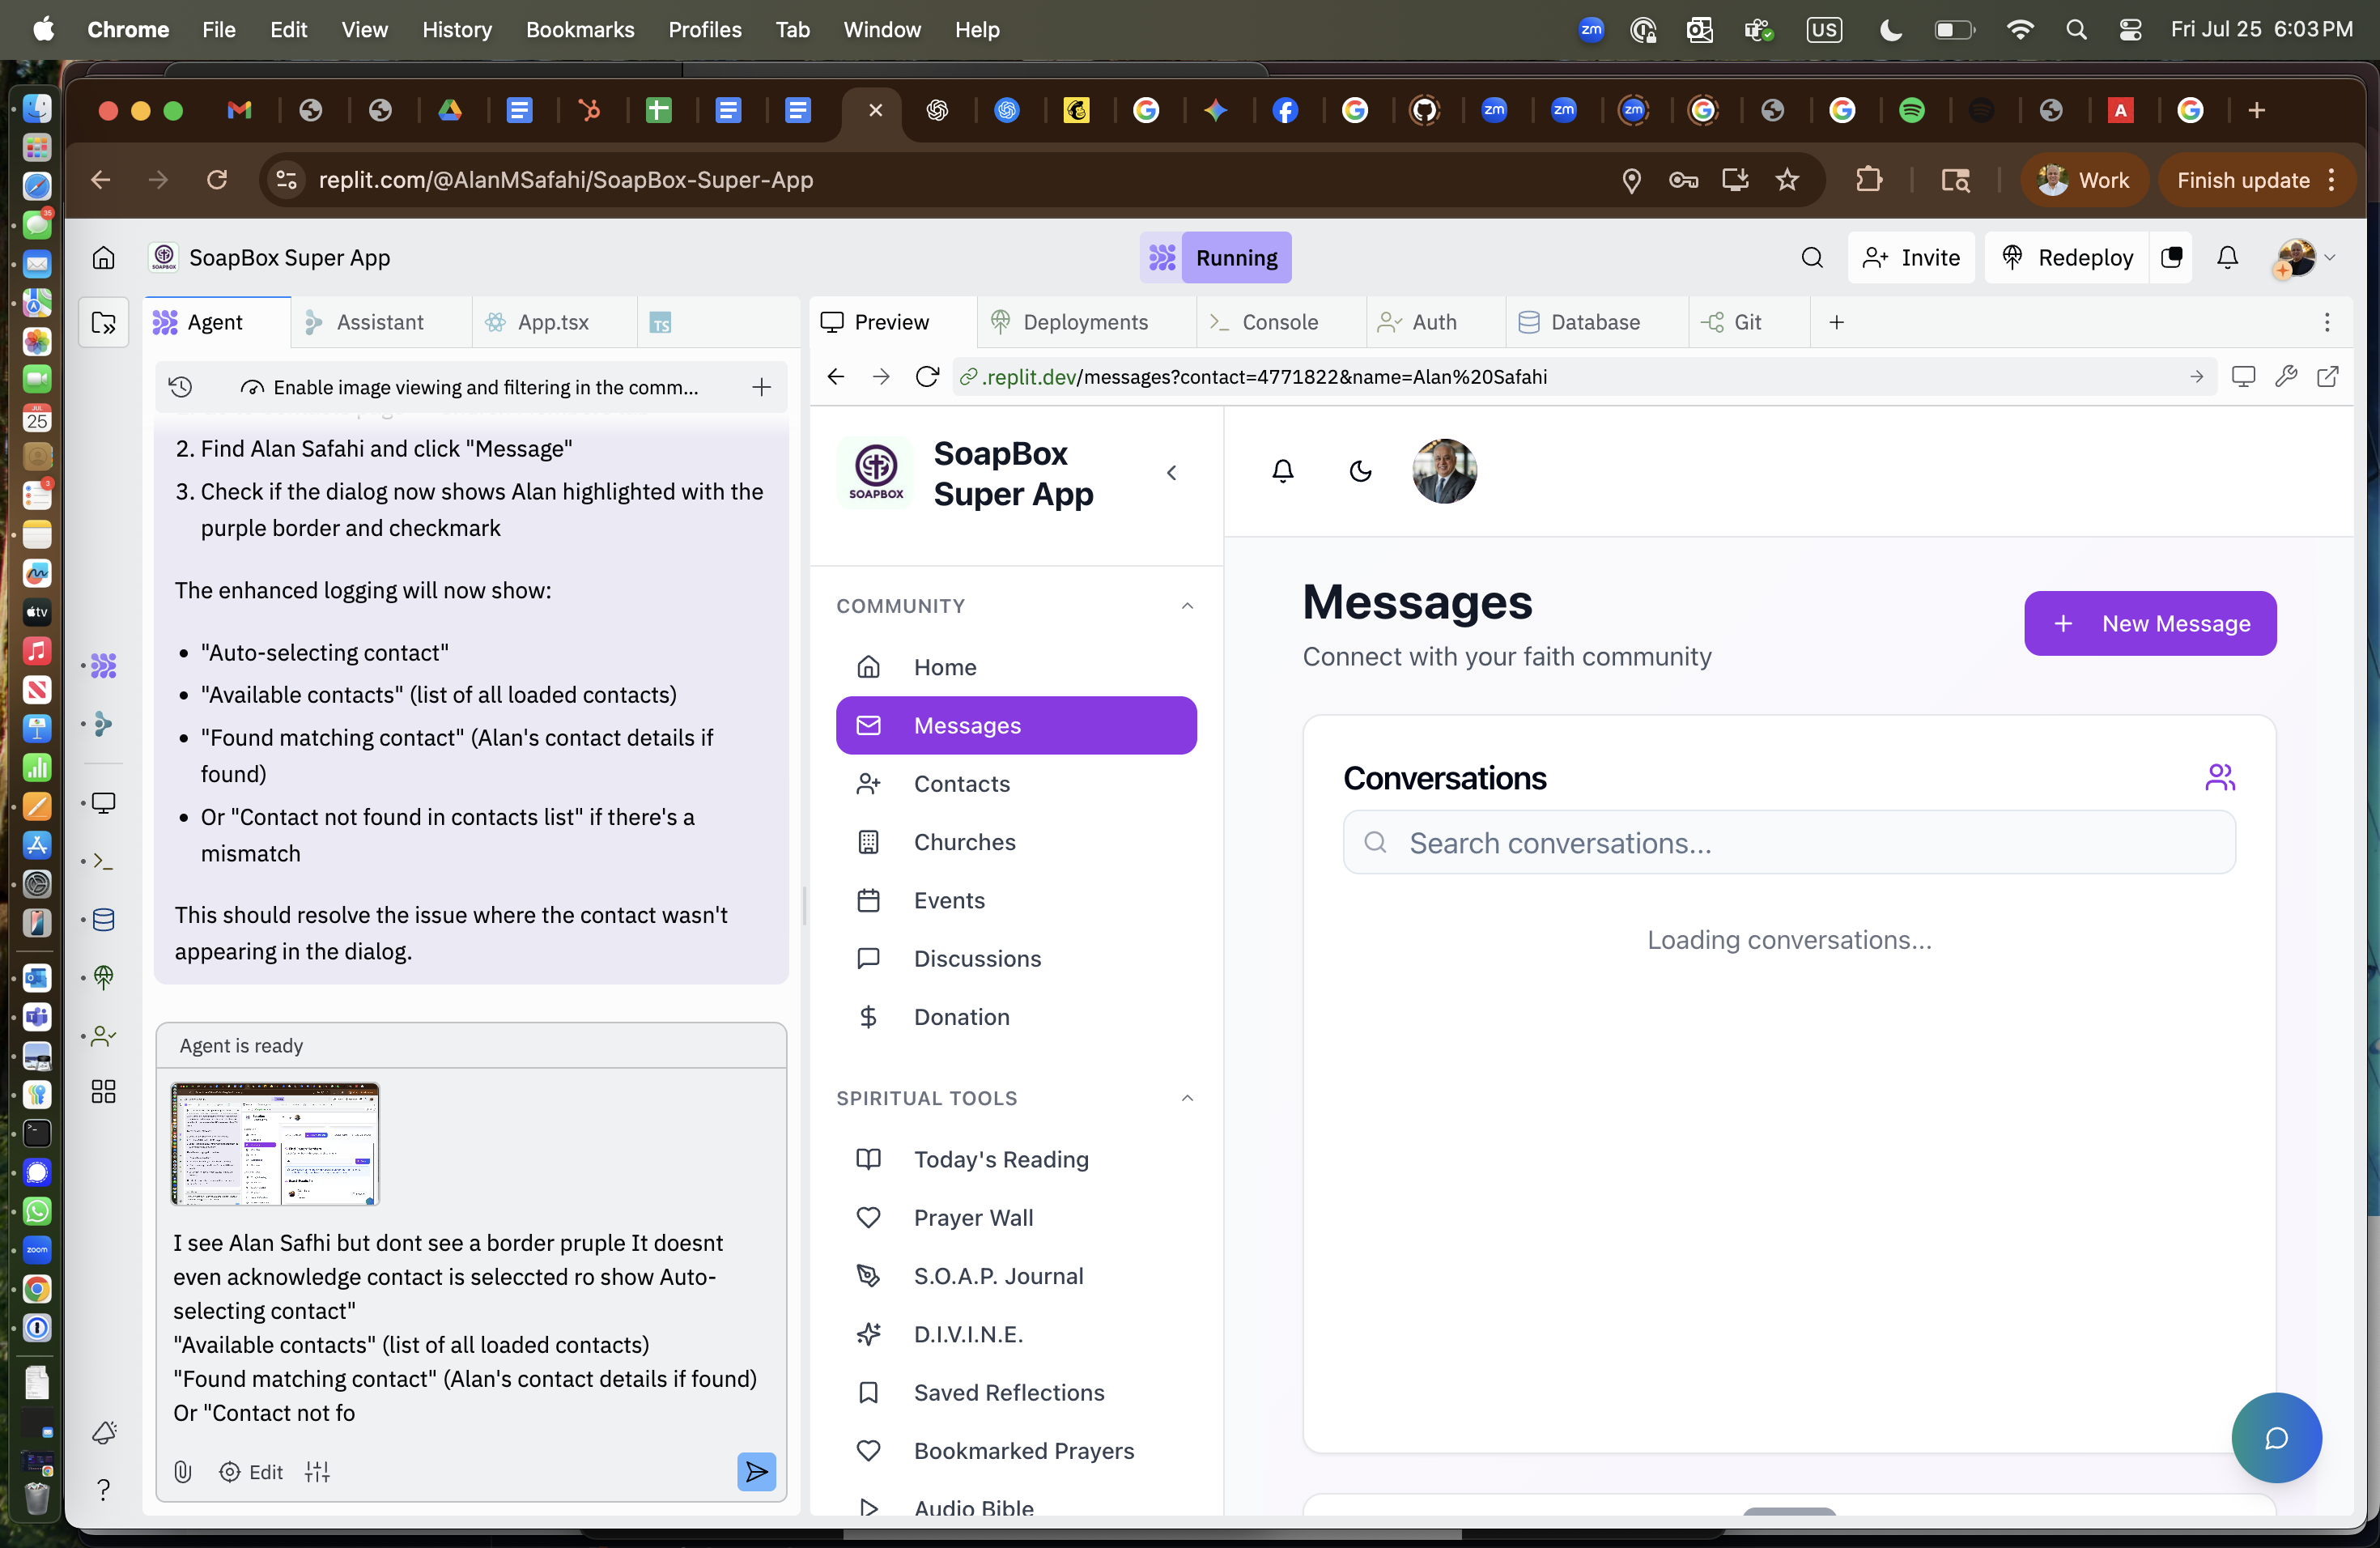 Chrome File Edit View History Bookmarks Profiles Tab Window Help
zm US Fri Jul 25 6:03 PM
replit.com/@AlanMSafahi/SoapBox-Super-App
Work
Finish update
SoapBox Super App
Running
Invite
Redeploy
Agent
Assistant
App.tsx
TS
Preview
Deployments
Console
Auth
Database
Git
Enable image viewing and filtering in the comm...
.replit.dev/messages?contact=4771822&name=Alan%20Safahi
2. Find Alan Safahi and click "Message"
3. Check if the dialog now shows Alan highlighted with the
purple border and checkmark
The enhanced logging will now show:
• "Auto-selecting contact"
• "Available contacts" (list of all loaded contacts)
• "Found matching contact" (Alan's contact details if
found)
• Or "Contact not found in contacts list" if there's a
mismatch
This should resolve the issue where the contact wasn't
appearing in the dialog.
Agent is ready
I see Alan Safhi but dont see a border pruple It doesnt
even acknowledge contact is seleccted ro show Auto-
selecting contact"
"Available contacts" (list of all loaded contacts)
"Found matching contact" (Alan's contact details if found)
Or "Contact not fo
Edit
SOAPBOX
SoapBox
Super App
COMMUNITY
Home
Messages
Contacts
Churches
Events
Discussions
Donation
SPIRITUAL TOOLS
Today's Reading
Prayer Wall
S.O.A.P. Journal
D.I.V.I.N.E.
Saved Reflections
Bookmarked Prayers
Audio Bible
Messages
Connect with your faith community
New Message
Conversations
Search conversations...
Loading conversations...